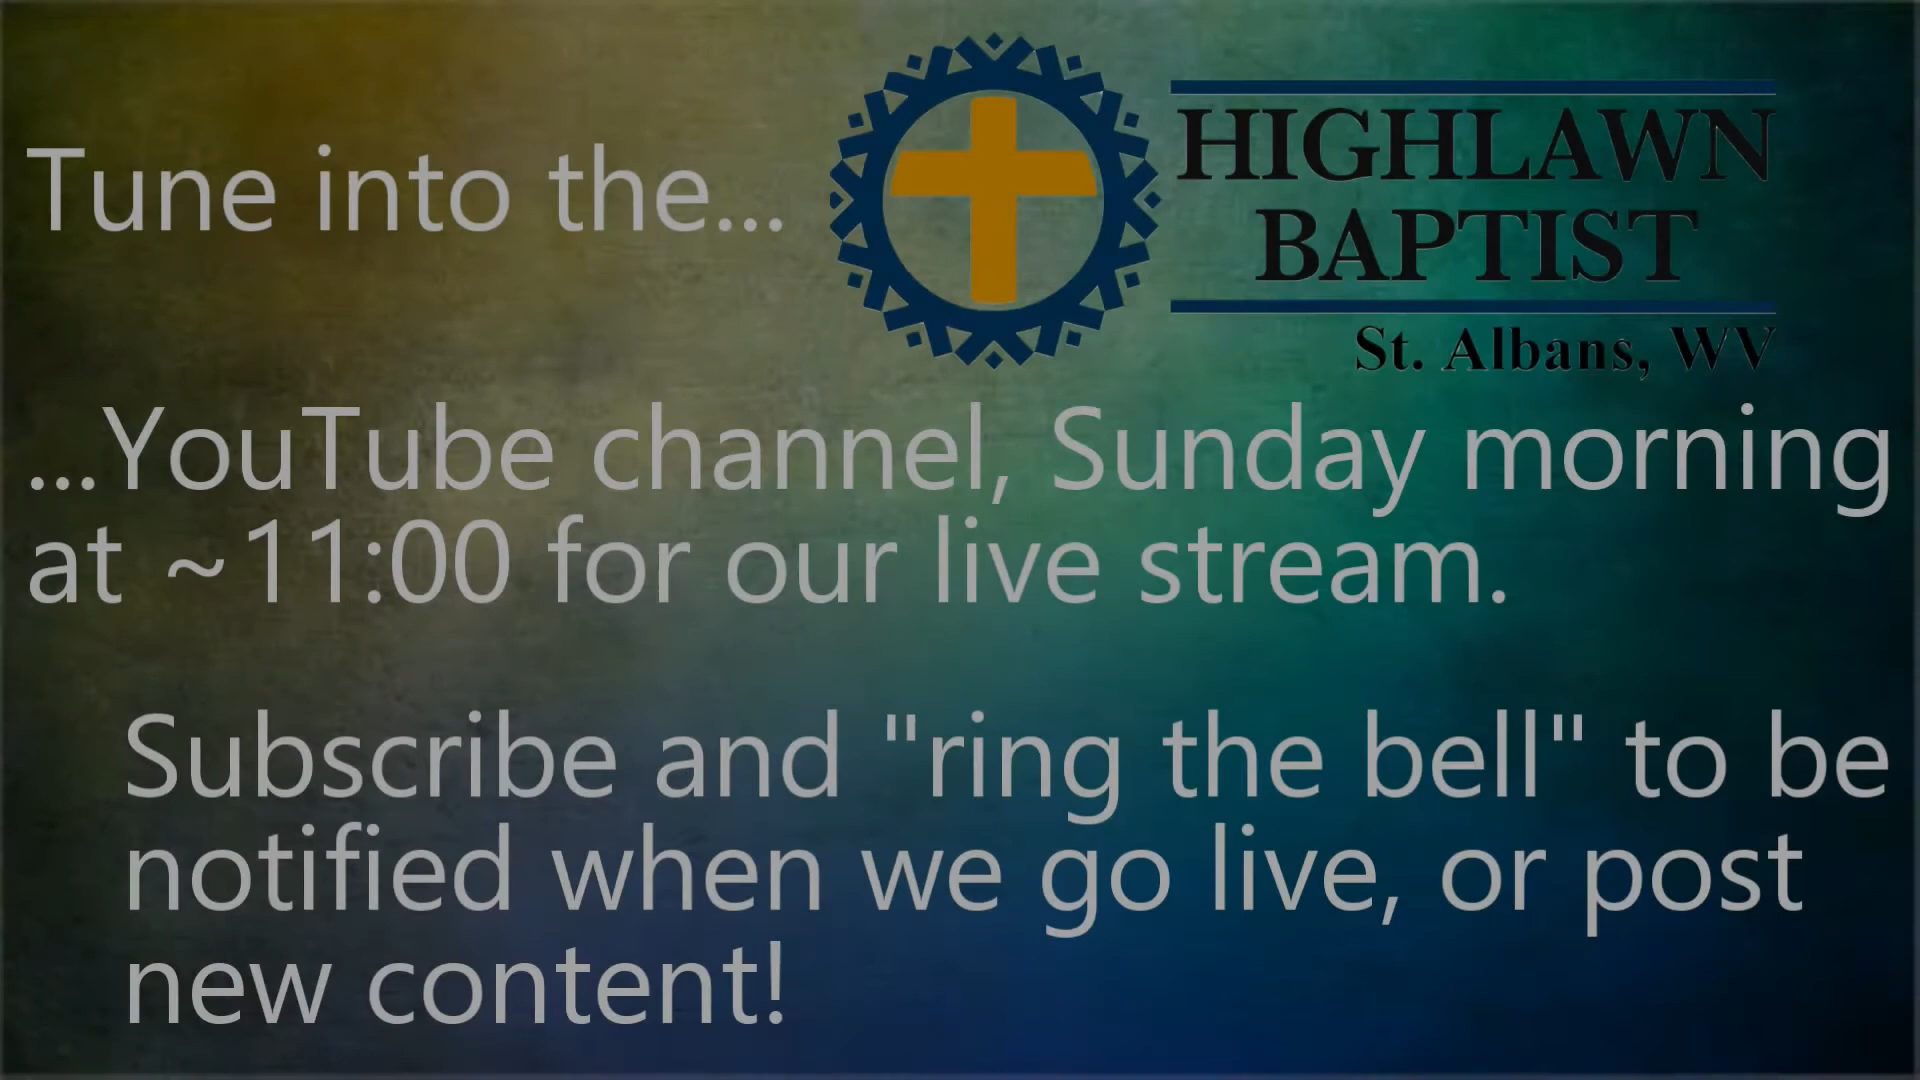 Tune into the...
HIGHLAWN
BAPTIST
St. Albans, WV
...YouTube channel, Sunday morning
at ~11:00 for our live stream.
Subscribe and "ring the bell" to be
notified when we go live, or post
new content!